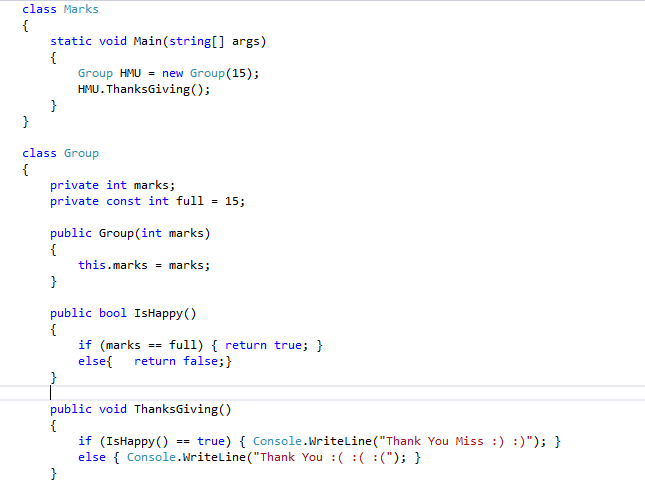 class Marks
{
    static void Main(string[] args)
    {
        Group HMU = new Group(15);
        HMU.ThanksGiving();
    }
}

class Group
{
    private int marks;
    private const int full = 15;

    public Group(int marks)
    {
        this.marks = marks;
    }

    public bool IsHappy()
    {
        if (marks == full) { return true; }
        else{   return false;}
    }

    public void ThanksGiving()
    {
        if (IsHappy() == true) { Console.WriteLine("Thank You Miss :) :)"); }
        else { Console.WriteLine("Thank You :( :( :("); }
    }